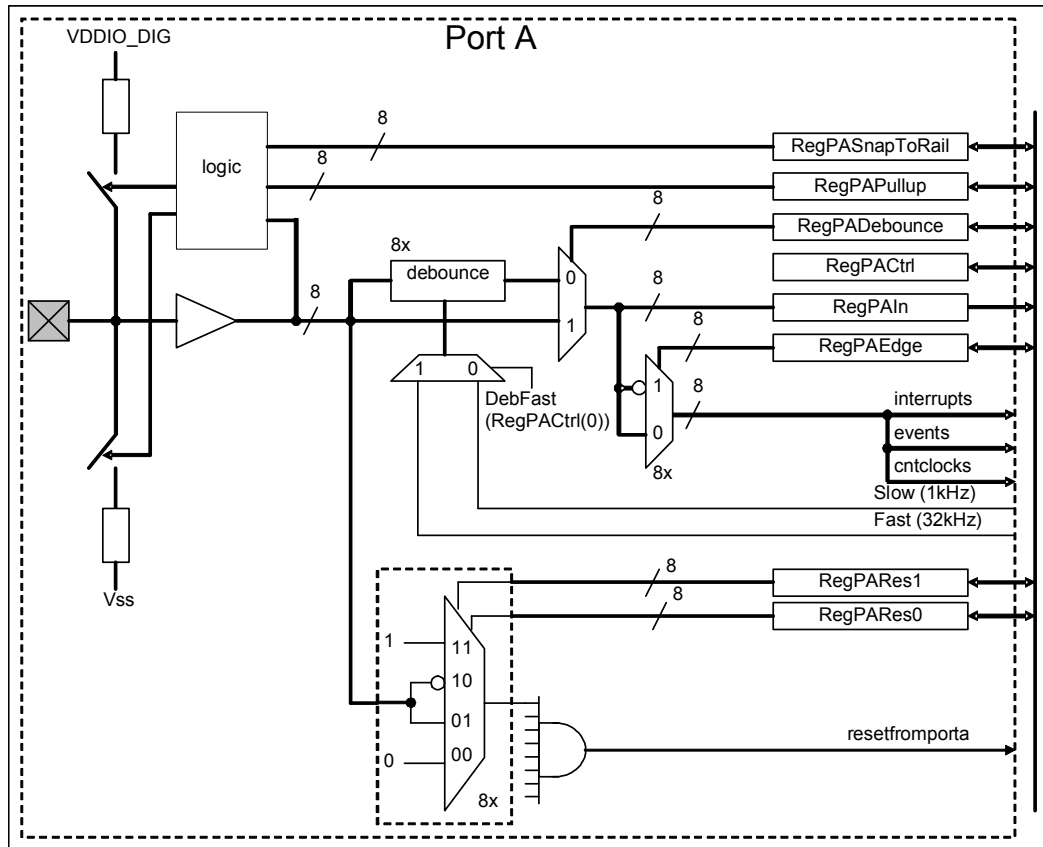 Port A
VDDIO_DIG
logic
8
8
8
RegPASnapToRail
RegPAPullup
RegPADebounce
RegPACtrl
RegPAIn
RegPAEdge
8x
debounce
8
0
1
8
8
1
0
DebFast
(RegPACtrl(0))
1
0
8
8x
interrupts
events
cntclocks
Slow (1kHz)
Fast (32kHz)
Vss
8
RegPARes1
8
RegPARes0
1
11
10
01
00
0
8x
resetfromporta